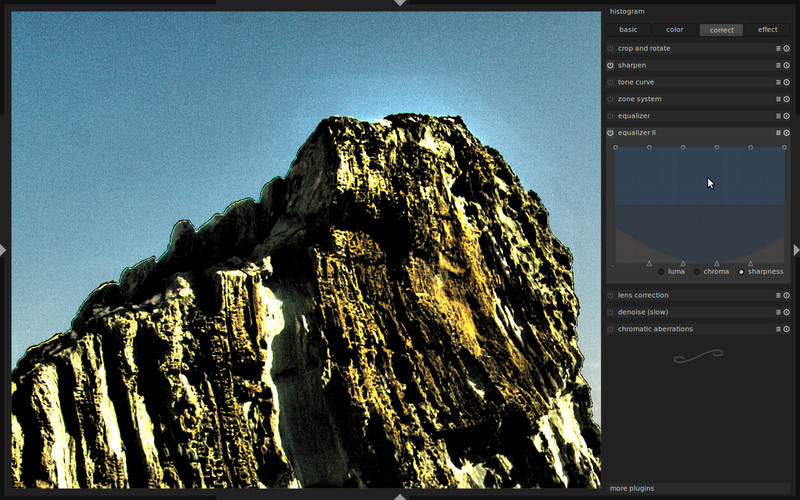 histogram
basic color correct effect
crop and rotate
sharpen
tone curve
zone system
equalizer
equalizer II
luma chroma sharpness
lens correction
denoise (slow)
chromatic aberrations
more plugins